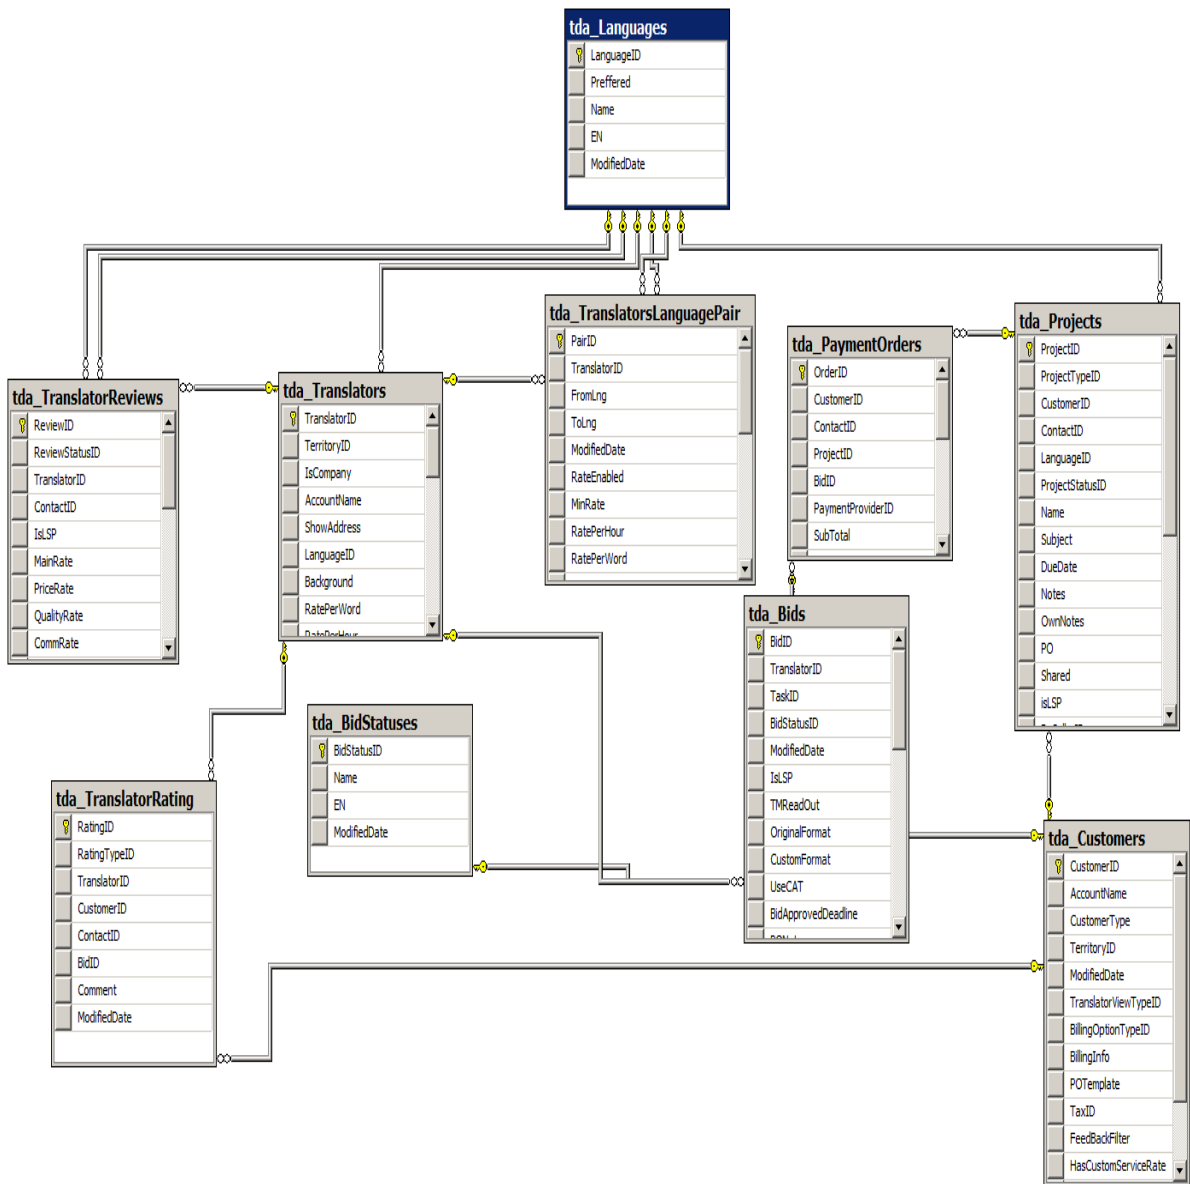 tda_Languages
LanguageID
Preffered
Name
EN
ModifiedDate
tda_TranslatorReviews
ReviewID
ReviewStatusID
TranslatorID
ContactID
IsLSP
MainRate
PriceRate
QualityRate
CommRate
tda_Translators
TranslatorID
TerritoryID
IsCompany
AccountName
ShowAddress
LanguageID
Background
RatePerWord
RatePerHour
tda_TranslatorsLanguagePair
PairID
TranslatorID
FromLng
ToLng
ModifiedDate
RateEnabled
MinRate
RatePerHour
RatePerWord
tda_PaymentOrders
OrderID
CustomerID
ContactID
ProjectID
BidID
PaymentProviderID
SubTotal
tda_Projects
ProjectID
ProjectTypeID
CustomerID
ContactID
LanguageID
ProjectStatusID
Name
Subject
DueDate
Notes
OwnNotes
PO
Shared
isLSP
tda_Bids
BidID
TranslatorID
TaskID
BidStatusID
ModifiedDate
IsLSP
TMReadOut
OriginalFormat
CustomFormat
UseCAT
BidApprovedDeadline
tda_BidStatuses
BidStatusID
Name
EN
ModifiedDate
tda_TranslatorRating
RatingID
RatingTypeID
TranslatorID
CustomerID
ContactID
BidID
Comment
ModifiedDate
tda_Customers
CustomerID
AccountName
CustomerType
TerritoryID
ModifiedDate
TranslatorViewTypeID
BillingOptionTypeID
BillingInfo
POTemplate
TaxID
FeedBackFilter
HasCustomServiceRate